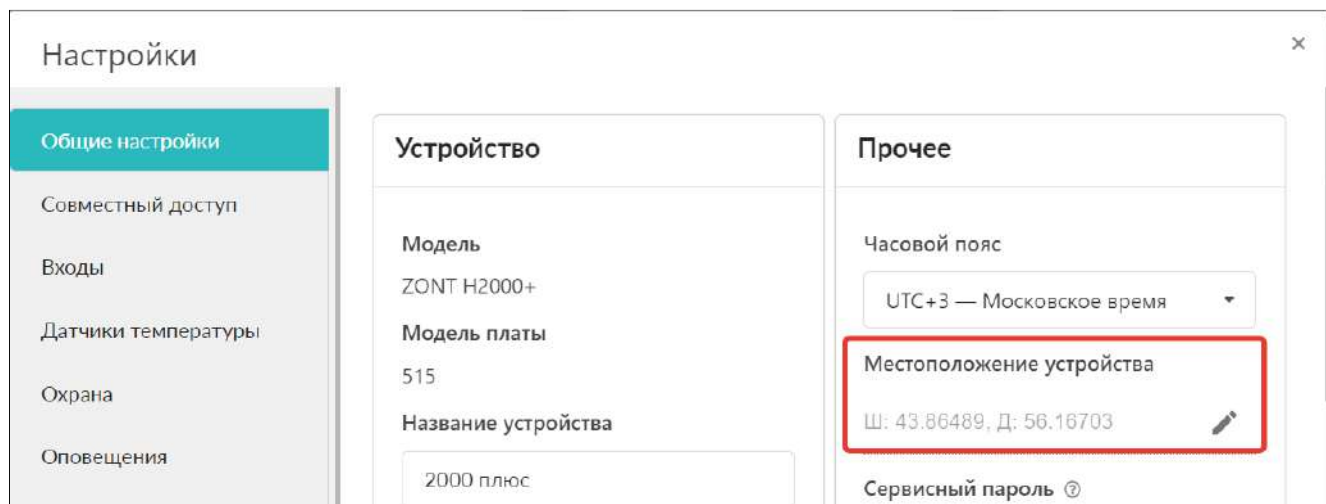 Настройки
Общие настройки
Совместный доступ
Входы
Датчики температуры
Охрана
Оповещения
Устройство
Модель
ZONT H2000+
Модель платы
515
Название устройства
2000 плюс
Прочее
Часовой пояс
UTC+3 — Московское время
Местоположение устройства
Ш: 43.86489, Д: 56.16703
Сервисный пароль